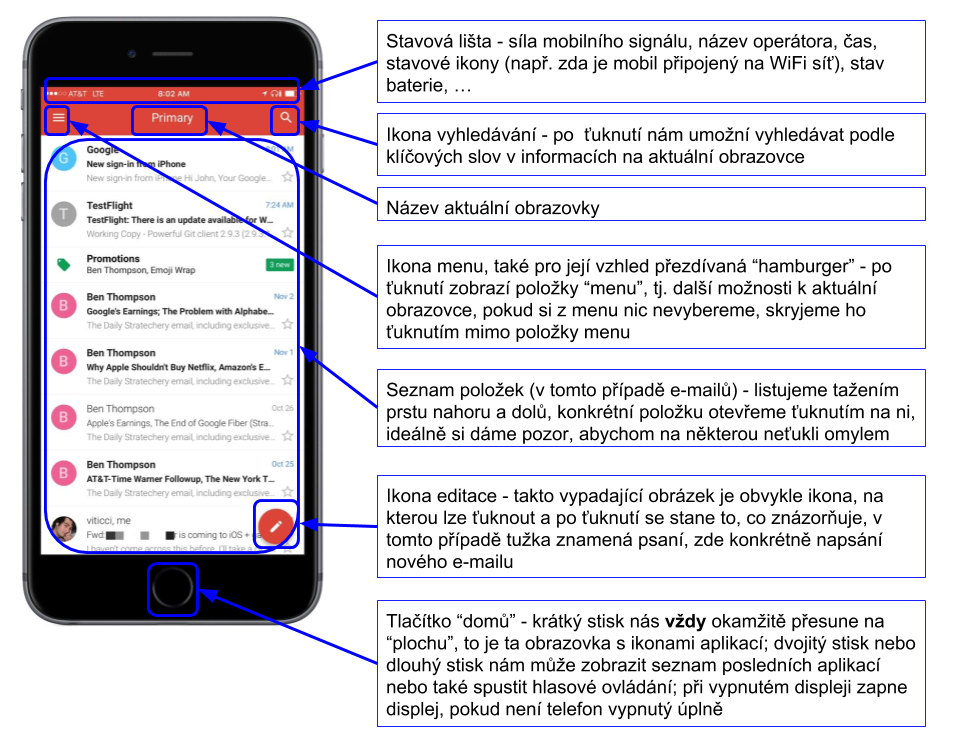 AT&T LTE 8:02 AM
Primary
Google
New sign-in from iPhone
New sign-in from iPhone Hi John, Your Google...
TestFlight 7:24 AM
TestFlight: There is an update available for W...
Working Copy - Powerful Git client 2.9.3 (2.9.3
Promotions
Ben Thompson, Emoji Wrap 3 new
Ben Thompson Nov 2
Google's Earnings; The Problem with Alphabe...
The Daily Stratechery email, including exclusive...
Ben Thompson Nov 1
Why Apple Shouldn't Buy Netflix, Amazon's E...
The Daily Stratechery email, including exclusive...
Ben Thompson Oct 26
Apple's Earnings, The End of Google Fiber (Stra...
The Daily Stratechery email, including exclusive...
Ben Thompson Oct 25
AT&T-Time Warner Followup, The New York T...
The Daily Stratechery email, including exclusive...
viticci, me
Fwd: is coming to iOS +
I haven't come across this before. I'll take a
Stavová lišta - síla mobilního signálu, název operátora, čas,
stavové ikony (např. zda je mobil připojený na WiFi síť), stav
baterie, …
Ikona vyhledávání - po ťuknutí nám umožní vyhledávat podle
klíčových slov v informacích na aktuální obrazovce
Název aktuální obrazovky
Ikona menu, také pro její vzhled přezdívaná “hamburger” - po
ťuknutí zobrazí položky “menu”, tj. další možnosti k aktuální
obrazovce, pokud si z menu nic nevybereme, skryjeme ho
ťuknutím mimo položky menu
Seznam položek (v tomto případě e-mailů) - listujeme tažením
prstu nahoru a dolů, konkrétní položku otevřeme ťuknutím na ni,
ideálně si dáme pozor, abychom na některou neťukli omylem
Ikona editace - takto vypadající obrázek je obvykle ikona, na
kterou lze ťuknout a po ťuknutí se stane to, co znázorňuje, v
tomto případě tužka znamená psaní, zde konkrétně napsání
nového e-mailu
Tlačítko “domů” - krátký stisk nás vždy okamžitě přesune na
“plochu”, to je ta obrazovka s ikonami aplikací; dvojitý stisk nebo
dlouhý stisk nám může zobrazit seznam posledních aplikací
nebo také spustit hlasové ovládání; při vypnutém displeji zapne
displej, pokud není telefon vypnutý úplně